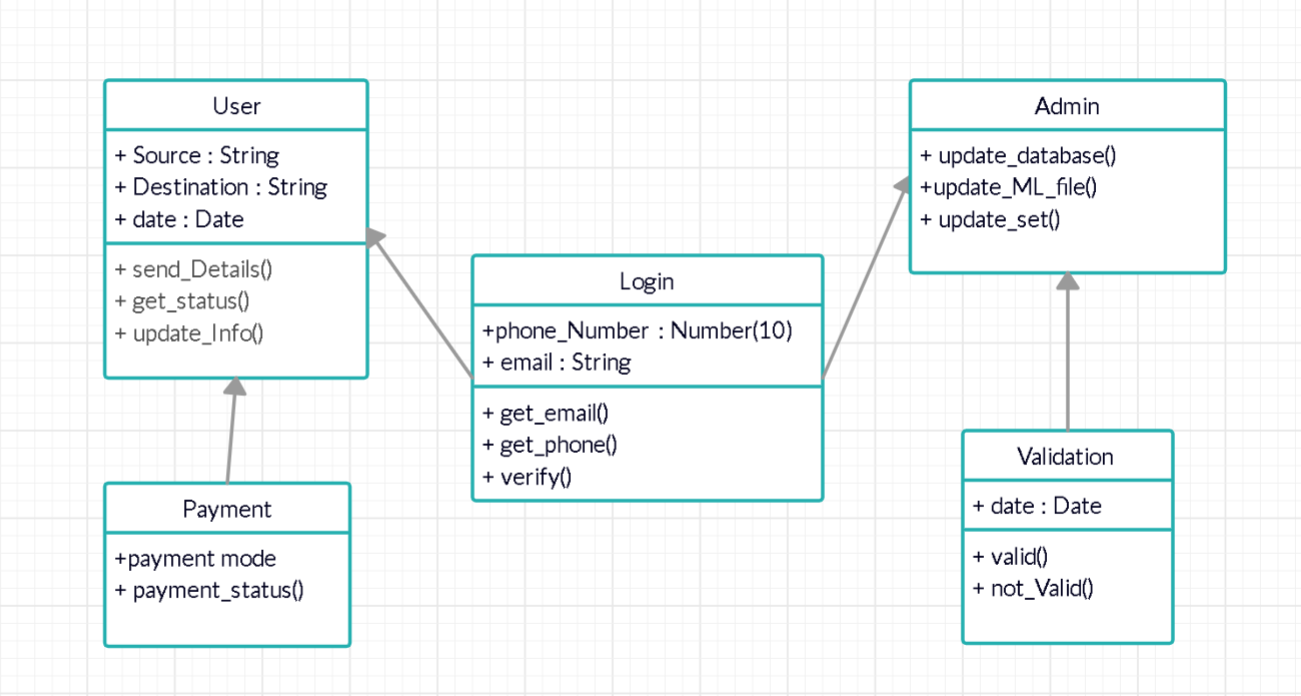 User
+ Source : String
+ Destination : String
+ date : Date
+ send_Details()
+ get_status()
+ update_Info()
Payment
+payment mode
+ payment_status()
Login
+phone_Number : Number(10)
+ email : String
+ get_email()
+ get_phone()
+ verify()
Admin
+ update_database()
+update_ML_file()
+ update_set()
Validation
+ date : Date
+ valid()
+ not_Valid()